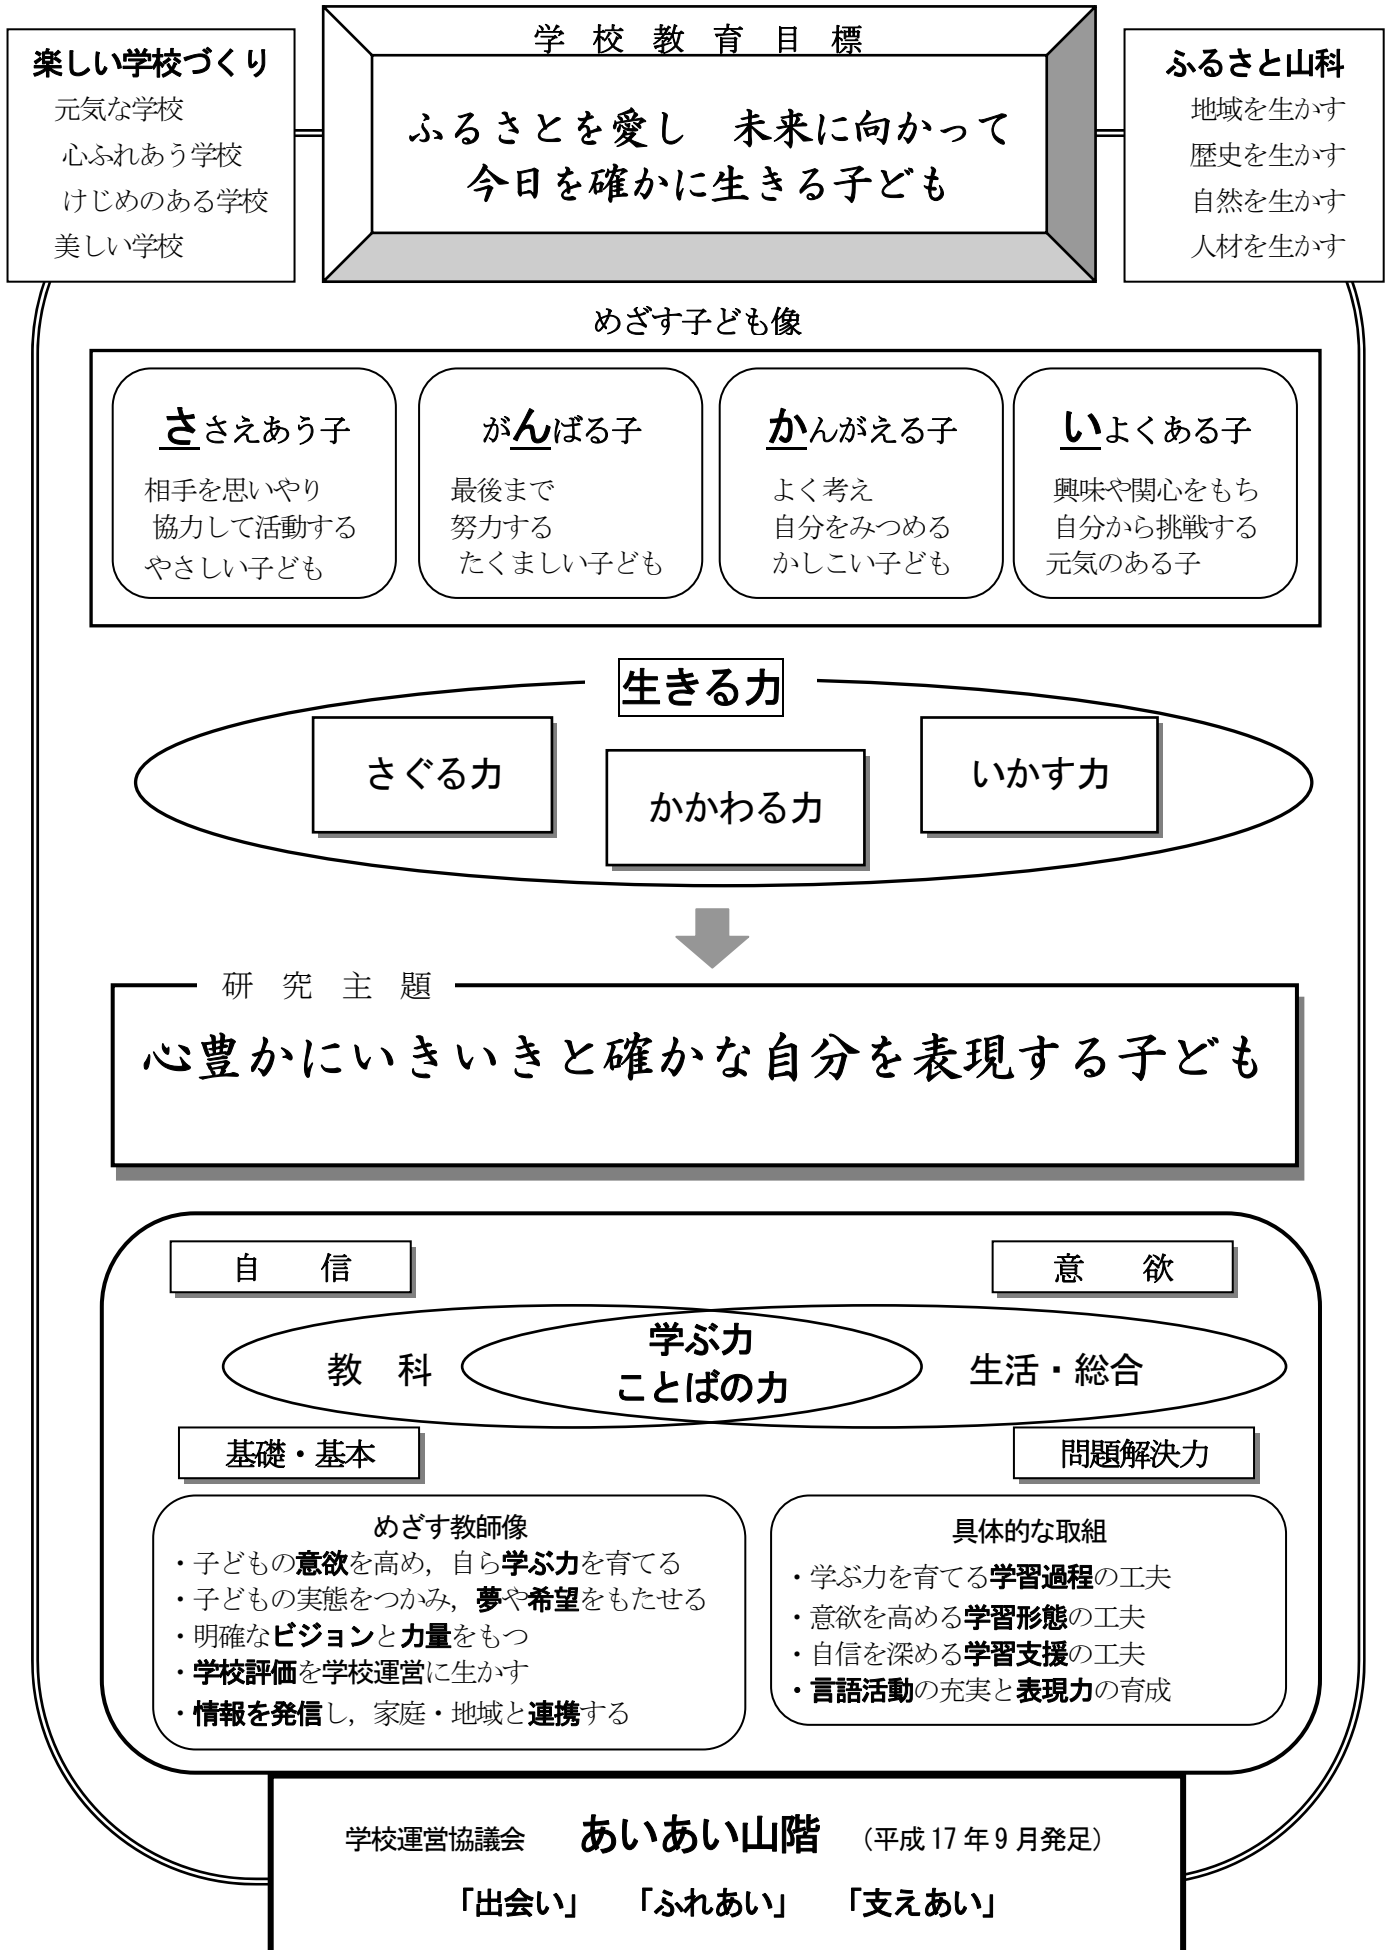 学校教育目標
ふるさとを愛し　未来に向かって
今日を確かに生きる子ども
楽しい学校づくり
元気な学校
心ふれあう学校
けじめのある学校
美しい学校
ふるさと山科
地域を生かす
歴史を生かす
自然を生かす
人材を生かす
めざす子ども像
ささえあう子
相手を思いやり
協力して活動する
やさしい子ども
がんばる子
最後まで
努力する
たくましい子ども
かんがえる子
よく考え
自分をみつめる
かしこい子ども
いよくある子
興味や関心をもち
自分から挑戦する
元気のある子
生きる力
さぐる力
かかわる力
いかす力
研究主題
心豊かにいきいきと確かな自分を表現する子ども
自　信
意　欲
教　科
学ぶ力
ことばの力
生活・総合
基礎・基本
問題解決力
めざす教師像
・子どもの意欲を高め，自ら学ぶ力を育てる
・子どもの実態をつかみ，夢や希望をもたせる
・明確なビジョンと力量をもつ
・学校評価を学校運営に生かす
・情報を発信し，家庭・地域と連携する
具体的な取組
・学ぶ力を育てる学習過程の工夫
・意欲を高める学習形態の工夫
・自信を深める学習支援の工夫
・言語活動の充実と表現力の育成
学校運営協議会　あいあい山階　（平成17年9月発足）
「出会い」　「ふれあい」　「支えあい」